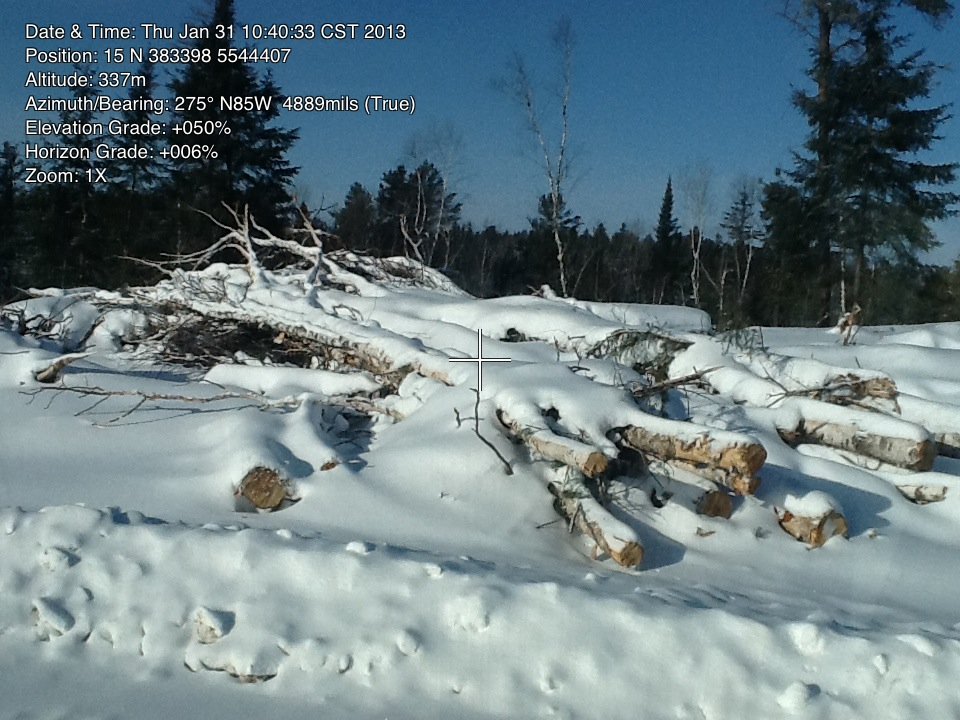 Date & Time: Thu Jan 31 10:40:33 CST 2013
Position: 15 N 383398 5544407
Altitude: 337m
Azimuth/Bearing: 275° N85W 4889mils (True)
Elevation Grade: +050%
Horizon Grade: +006%
Zoom: 1X